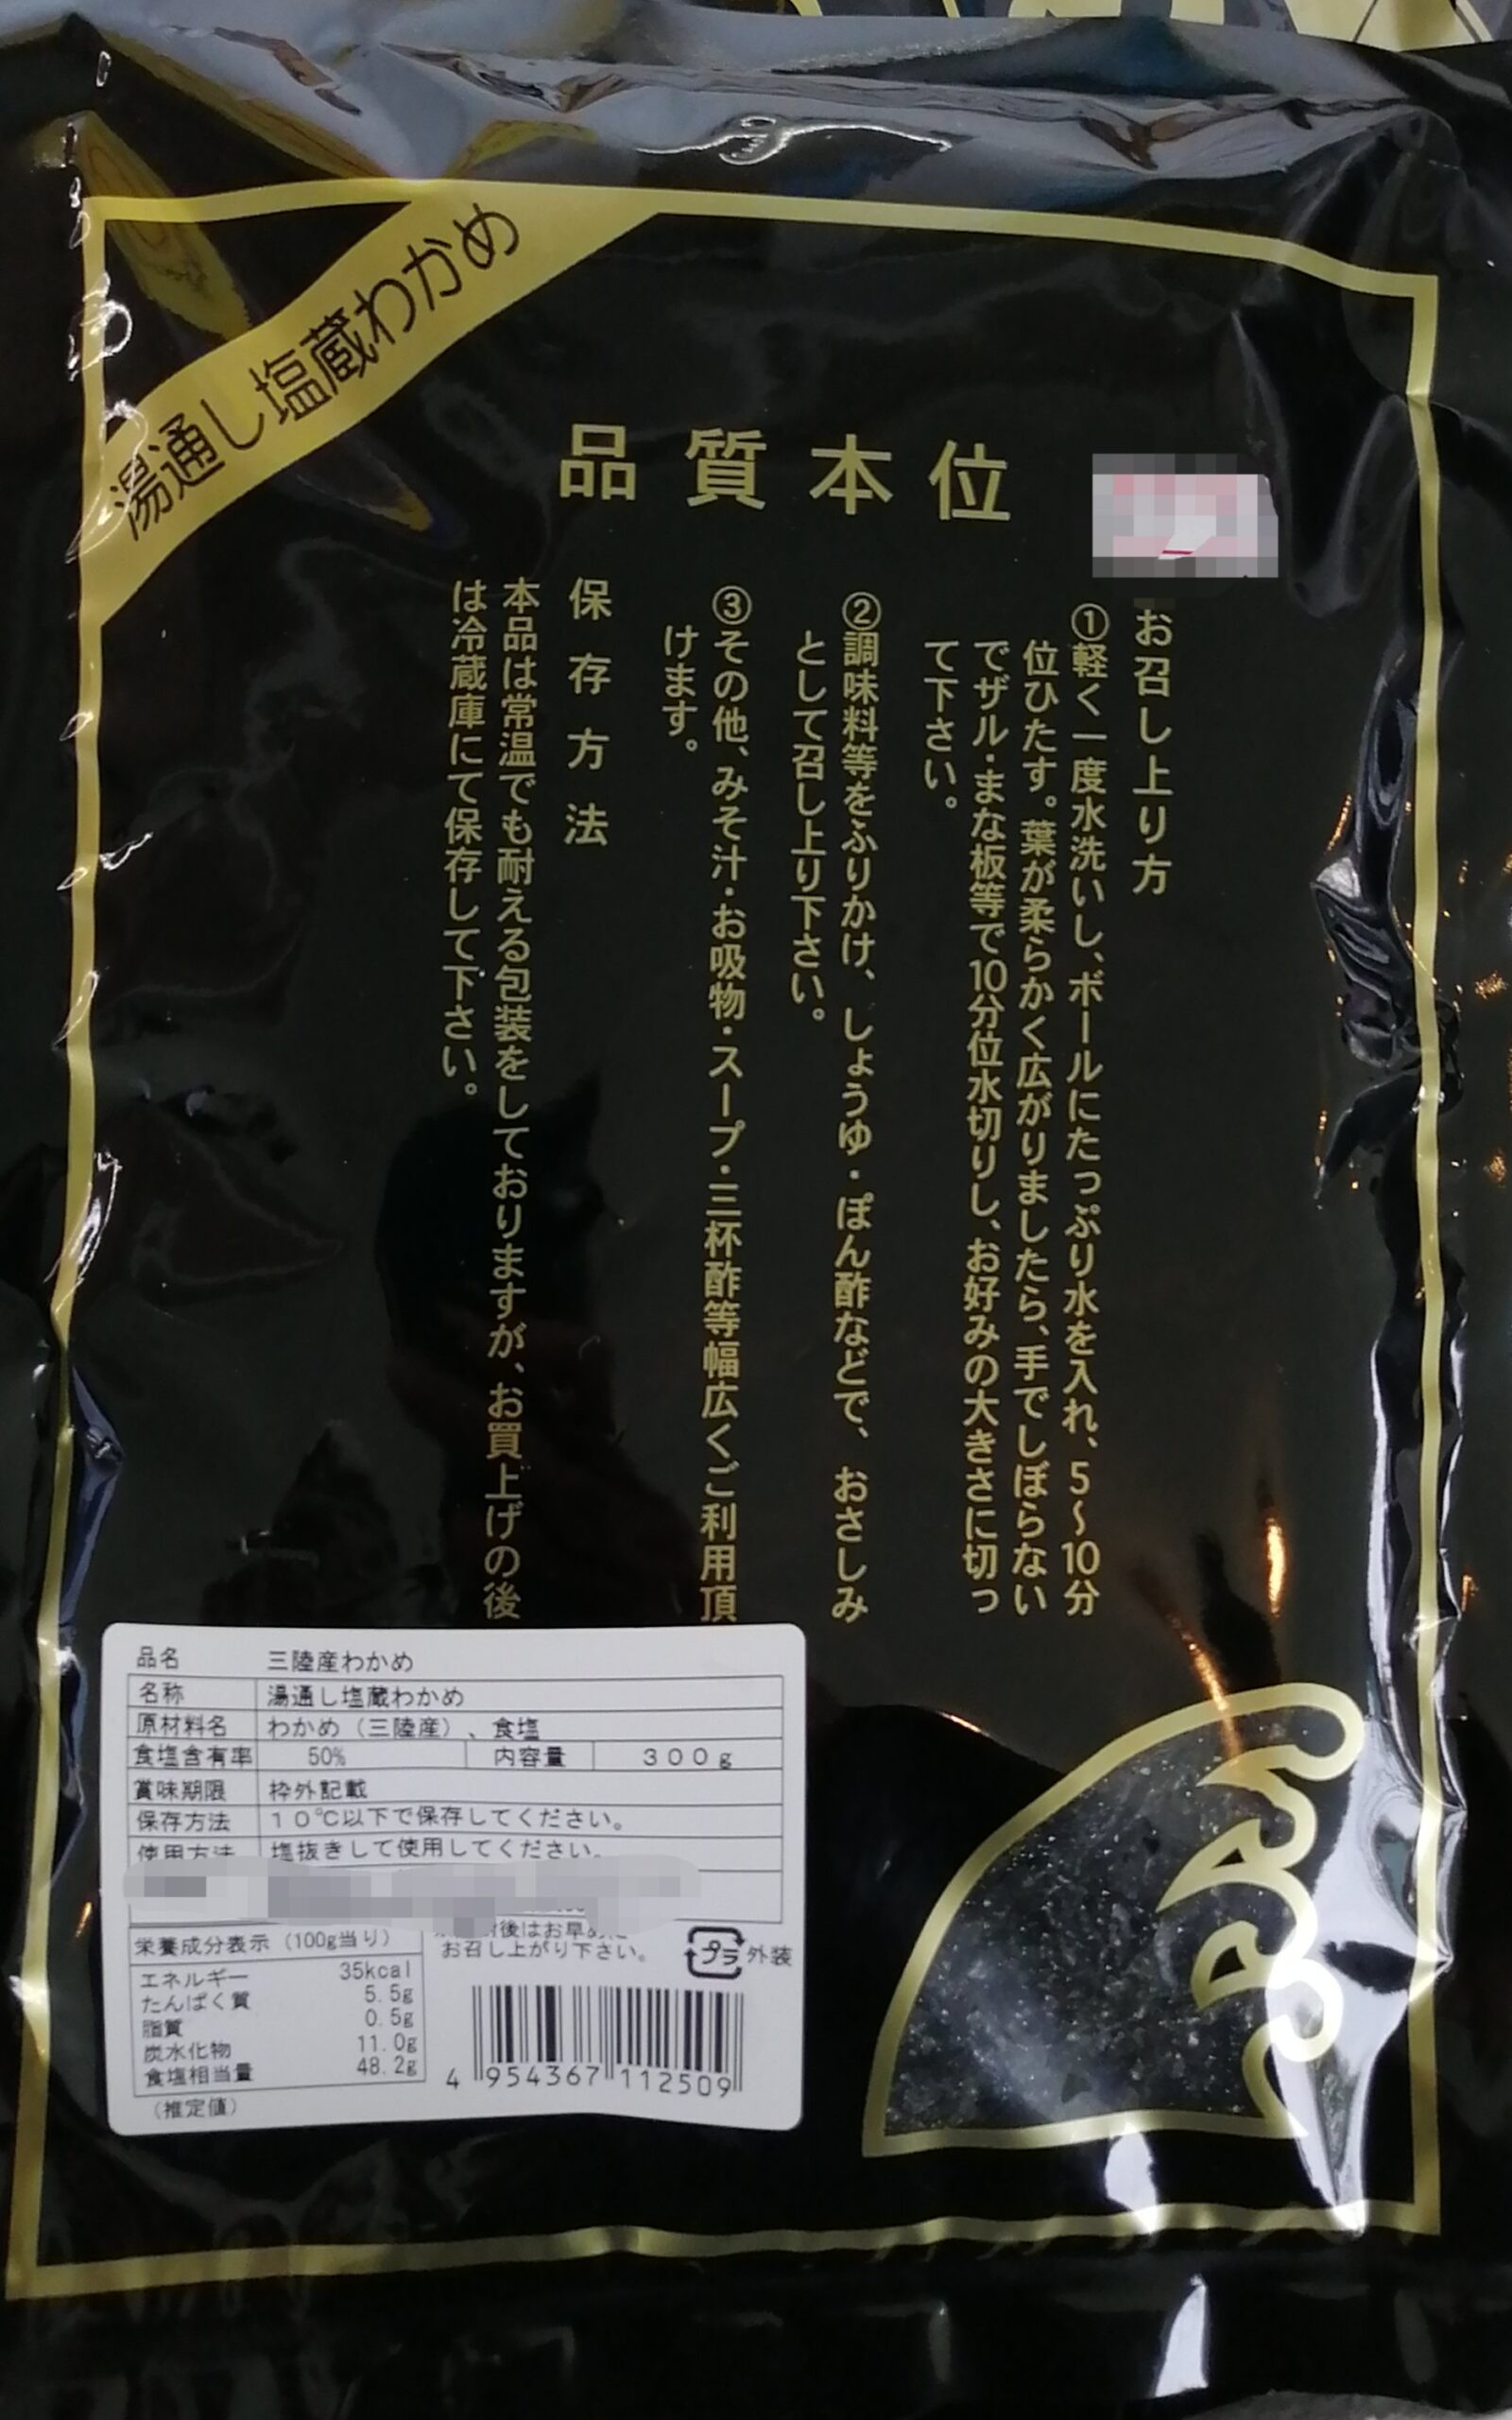 湯通し塩蔵わかめ
品質本位
お召し上り方
①軽く一度水洗いし、ボールにたっぷり水を入れ、5〜10分
位ひたす。葉が柔らかく広がりましたら、手でしぼらない
でザル・まな板等で10分位水切りし、お好みの大きさに切っ
て下さい。
②調味料等をふりかけ、しょうゆ・ぽん酢などで、おさしみ
として召し上り下さい。
③その他、みそ汁・お吸物・スープ・三杯酢等幅広くご利用頂
けます。
保存方法
本品は常温でも耐える包装をしておりますが、お買上げの後
は冷蔵庫にて保存して下さい。
品名 三陸産わかめ
名称 湯通し塩蔵わかめ
原材料名 わかめ（三陸産）、食塩
食塩含有率 50% 内容量 300g
賞味期限 枠外記載
保存方法 10℃以下で保存してください。
使用方法 塩抜きして使用してください。
後はお早めに
お召し上がり下さい。
プラ 外装
栄養成分表示（100g当り）
エネルギー 35kcal
たんぱく質 5.5g
脂質 0.5g
炭水化物 11.0g
食塩相当量 48.2g
（推定値）
4 954367 112509